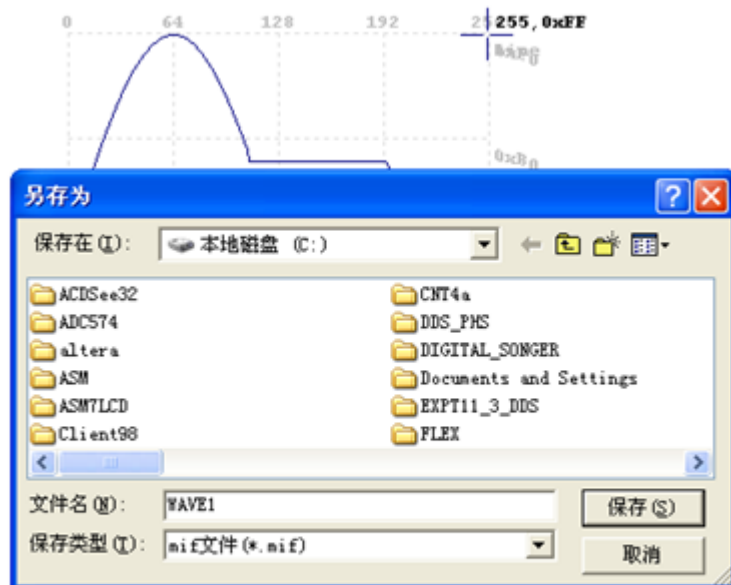 0 64 128 192 255,0xFF
另存为
保存在(I): 本地磁盘 (C:)
ACDSee32
ADC574
altera
ASM
ASM7LCD
Client98
CNT4a
DDS_PHS
DIGITAL_SONGER
Documents and Settings
EXPT11_3_DDS
FLEX
文件名(N): WAVE1 保存(S)
保存类型(T): mif文件(*.mif) 取消